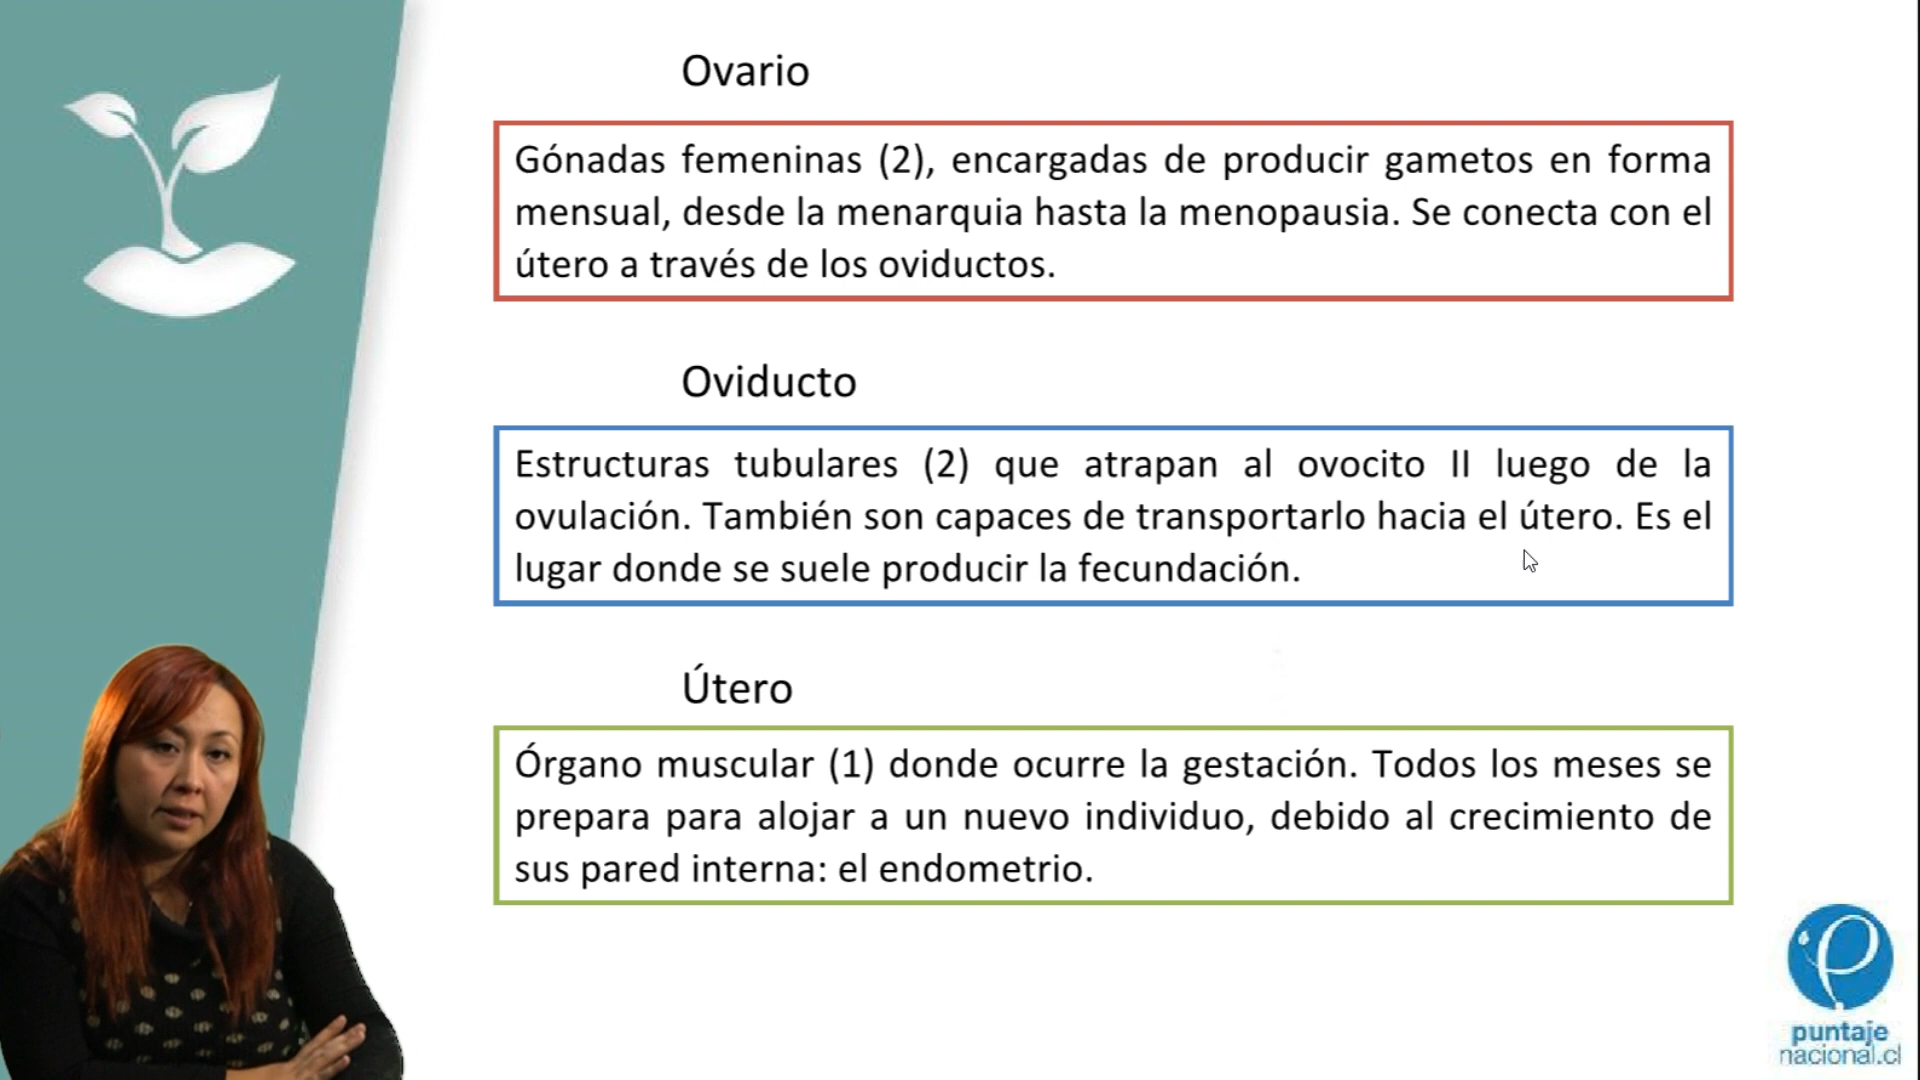 Ovario
Gónadas femeninas (2), encargadas de producir gametos en forma
mensual, desde la menarquia hasta la menopausia. Se conecta con el
útero a través de los oviductos.
Oviducto
Estructuras tubulares (2) que atrapan al ovocito II luego de la
ovulación. También son capaces de transportarlo hacia el útero. Es el
lugar donde se suele producir la fecundación.
Útero
Órgano muscular (1) donde ocurre la gestación. Todos los meses se
prepara para alojar a un nuevo individuo, debido al crecimiento de
sus pared interna: el endometrio.
puntaje
nacional.cl